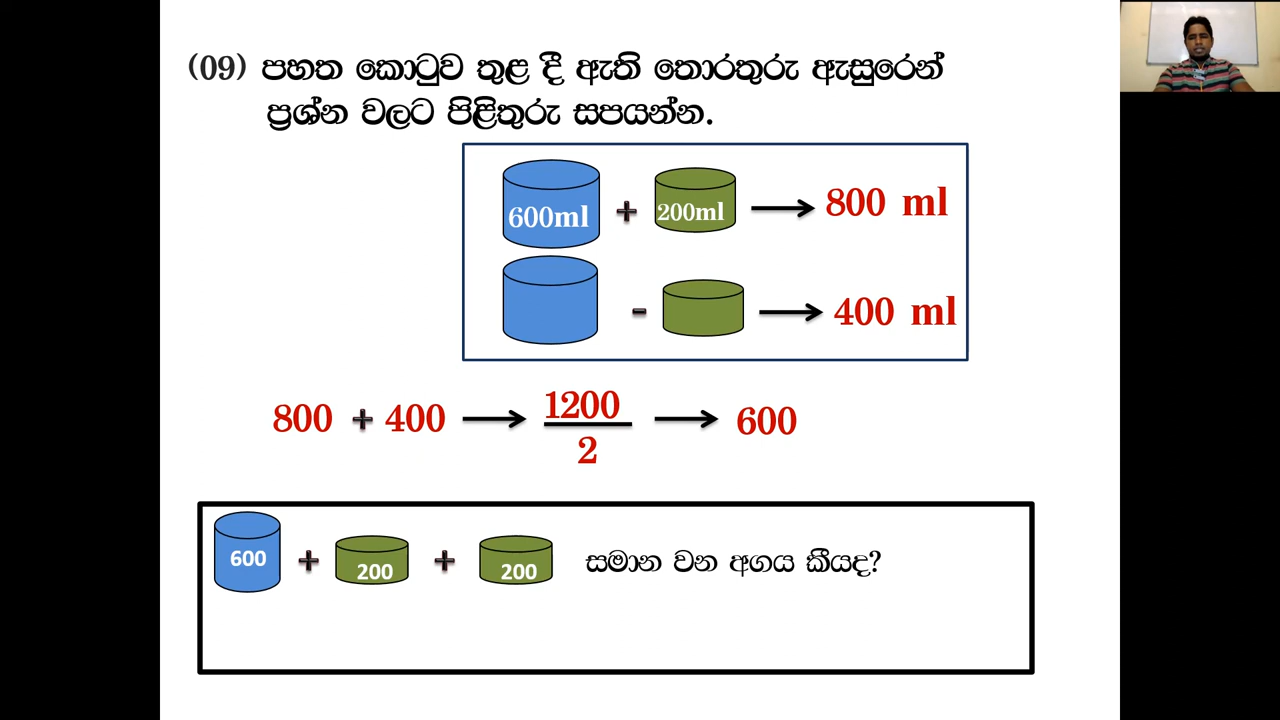 (09) පහත කොටුව තුළ දී ඇති තොරතුරු ඇසුරෙන්
ප්‍රශ්න වලට පිළිතුරු සපයන්න.
600ml + 200ml → 800 ml
- → 400 ml
800 + 400 → 1200 → 600
2
600 + 200 + 200 සමාන වන අගය කීයද?